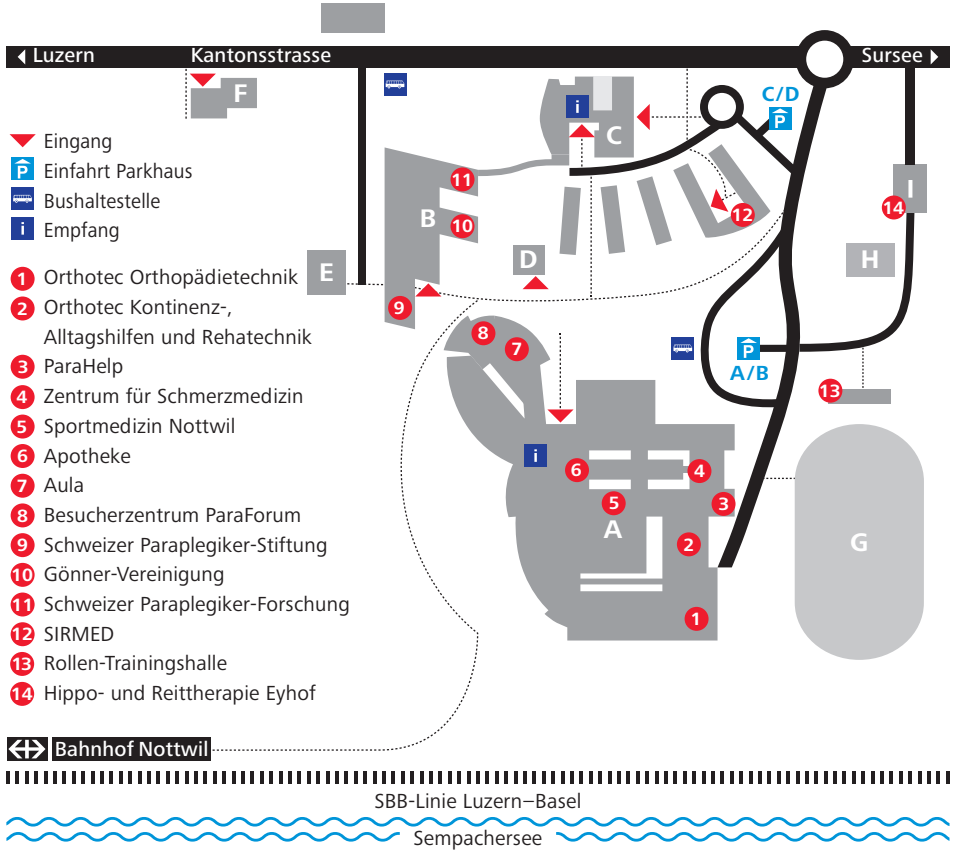 Luzern
Kantonsstrasse
Sursee
F
i
C
C/D
P
Eingang
P Einfahrt Parkhaus
Bushaltestelle
i Empfang
11
B
10
12
I
14
E
D
H
9
1 Orthotec Orthopädietechnik
2 Orthotec Kontinenz-,
Alltagshilfen und Rehatechnik
3 ParaHelp
4 Zentrum für Schmerzmedizin
5 Sportmedizin Nottwil
6 Apotheke
7 Aula
8 Besucherzentrum ParaForum
9 Schweizer Paraplegiker-Stiftung
10 Gönner-Vereinigung
11 Schweizer Paraplegiker-Forschung
12 SIRMED
13 Rollen-Trainingshalle
14 Hippo- und Reittherapie Eyhof
8
7
P
A/B
13
i
6
4
5
3
A
2
G
1
Bahnhof Nottwil
SBB-Linie Luzern–Basel
Sempachersee